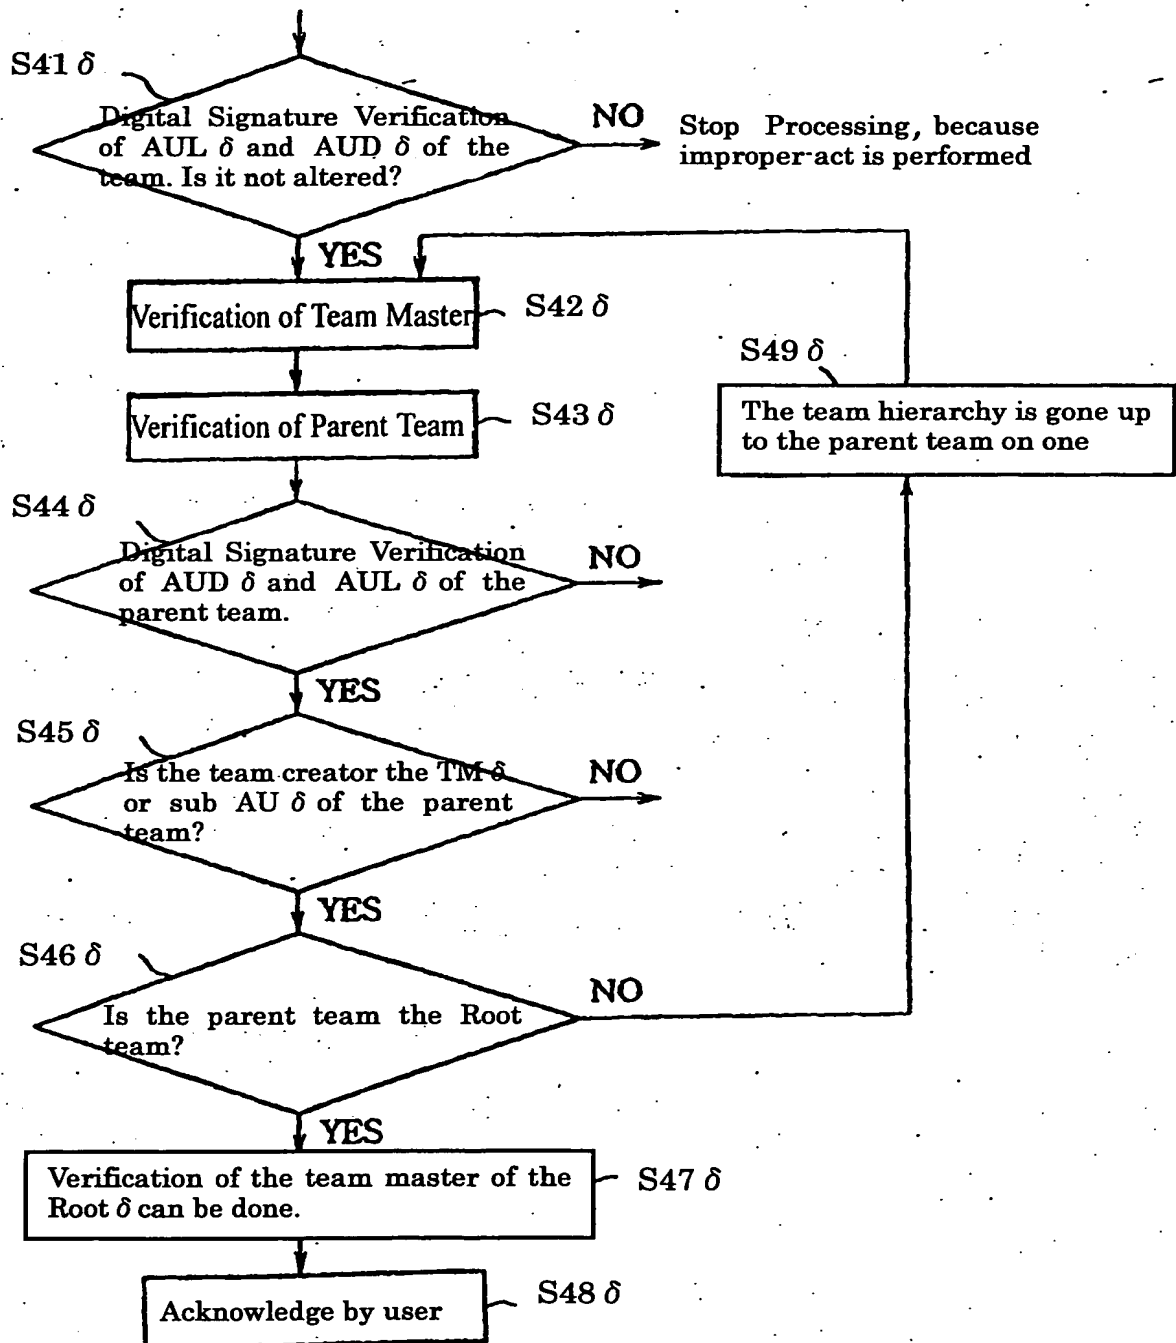 S41 δ
Digital Signature Verification
of AUL δ and AUD δ of the
team. Is it not altered?
NO
Stop Processing, because
improper-act is performed
YES
Verification of Team Master
S42 δ
Verification of Parent Team
S43 δ
S49 δ
The team hierarchy is gone up
to the parent team on one
S44 δ
Digital Signature Verification
of AUD δ and AUL δ of the
parent team.
NO
YES
S45 δ
Is the team creator the TM δ
or sub AU δ of the parent
team?
NO
YES
S46 δ
Is the parent team the Root
team?
NO
YES
Verification of the team master of the
Root δ can be done.
S47 δ
Acknowledge by user
S48 δ